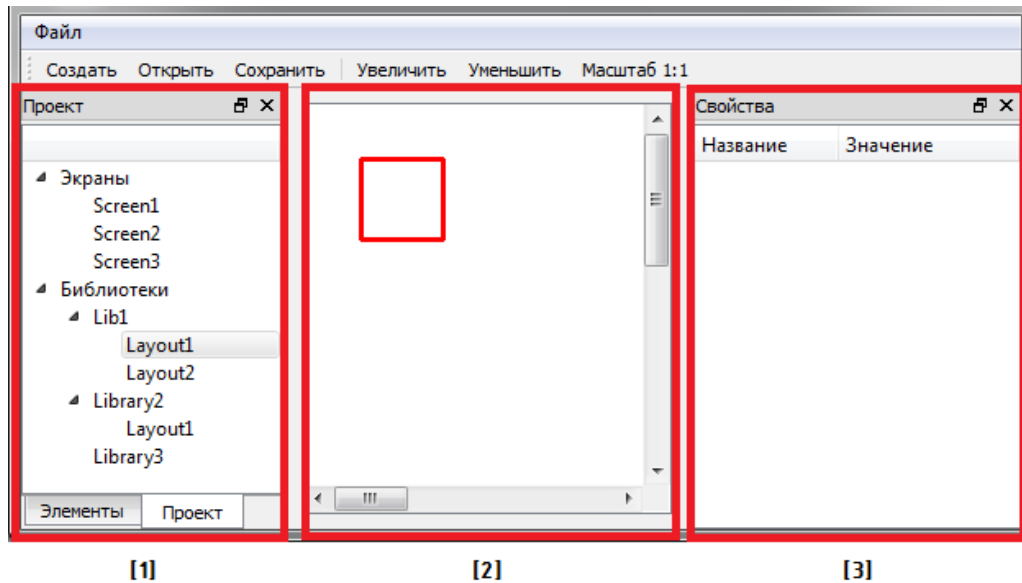 Файл
Создать Открыть Сохранить Увеличить Уменьшить Масштаб 1:1
Проект
Экраны
Screen1
Screen2
Screen3
Библиотеки
Lib1
Layout1
Layout2
Library2
Layout1
Library3
Элементы Проект
Свойства
Название Значение
[1] [2] [3]